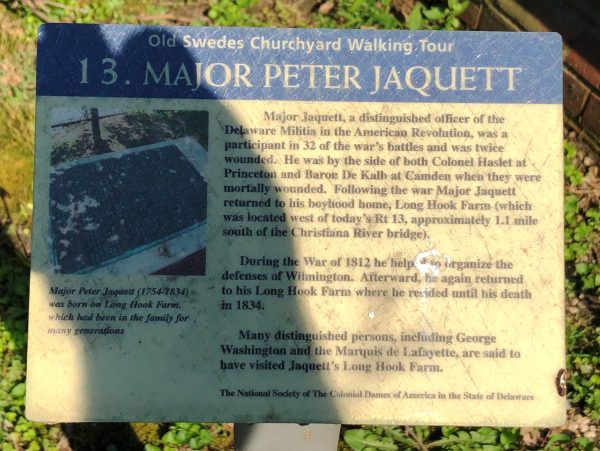 Old Swedes Churchyard Walking Tour
13. MAJOR PETER JAQUETT
Major Jaquett, a distinguished officer of the
Delaware Militia in the American Revolution, was a
participant in 32 of the war's battles and was twice
wounded. He was by the side of both Colonel Haslet at
Princeton and Baron De Kalb at Camden when they were
mortally wounded. Following the war Major Jaquett
returned to his boyhood home, Long Hook Farm (which
was located west of today's Rt 13, approximately 1.1 mile
south of the Christiana River bridge).
During the War of 1812 he helped to organize the
defenses of Wilmington. Afterward, he again returned
to his Long Hook Farm where he resided until his death
in 1834.
Many distinguished persons, including George
Washington and the Marquis de Lafayette, are said to
have visited Jaquett's Long Hook Farm.
The National Society of The Colonial Dames of America in the State of Delaware
Major Peter Jaquett (1754-1834)
was born on Long Hook Farm,
which had been in the family for
many generations